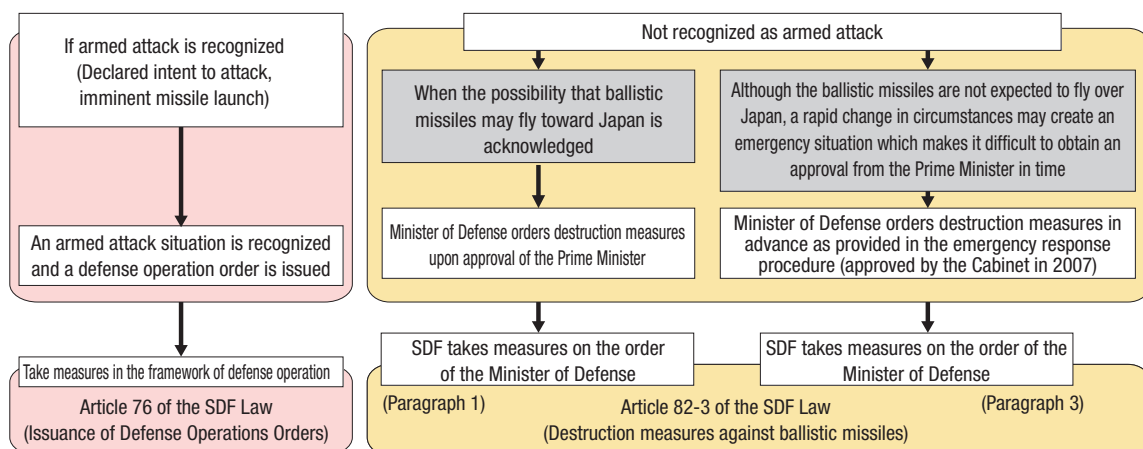 If armed attack is recognized
(Declared intent to attack,
imminent missile launch)
An armed attack situation is recognized
and a defense operation order is issued
Take measures in the framework of defense operation
Article 76 of the SDF Law
(Issuance of Defense Operations Orders)
Not recognized as armed attack
When the possibility that ballistic
missiles may fly toward Japan is
acknowledged
Minister of Defense orders destruction measures
upon approval of the Prime Minister
SDF takes measures on the order
of the Minister of Defense
(Paragraph 1)
Although the ballistic missiles are not expected to fly over
Japan, a rapid change in circumstances may create an
emergency situation which makes it difficult to obtain an
approval from the Prime Minister in time
Minister of Defense orders destruction measures in
advance as provided in the emergency response
procedure (approved by the Cabinet in 2007)
SDF takes measures on the order of the
Minister of Defense
(Paragraph 3)
Article 82-3 of the SDF Law
(Destruction measures against ballistic missiles)